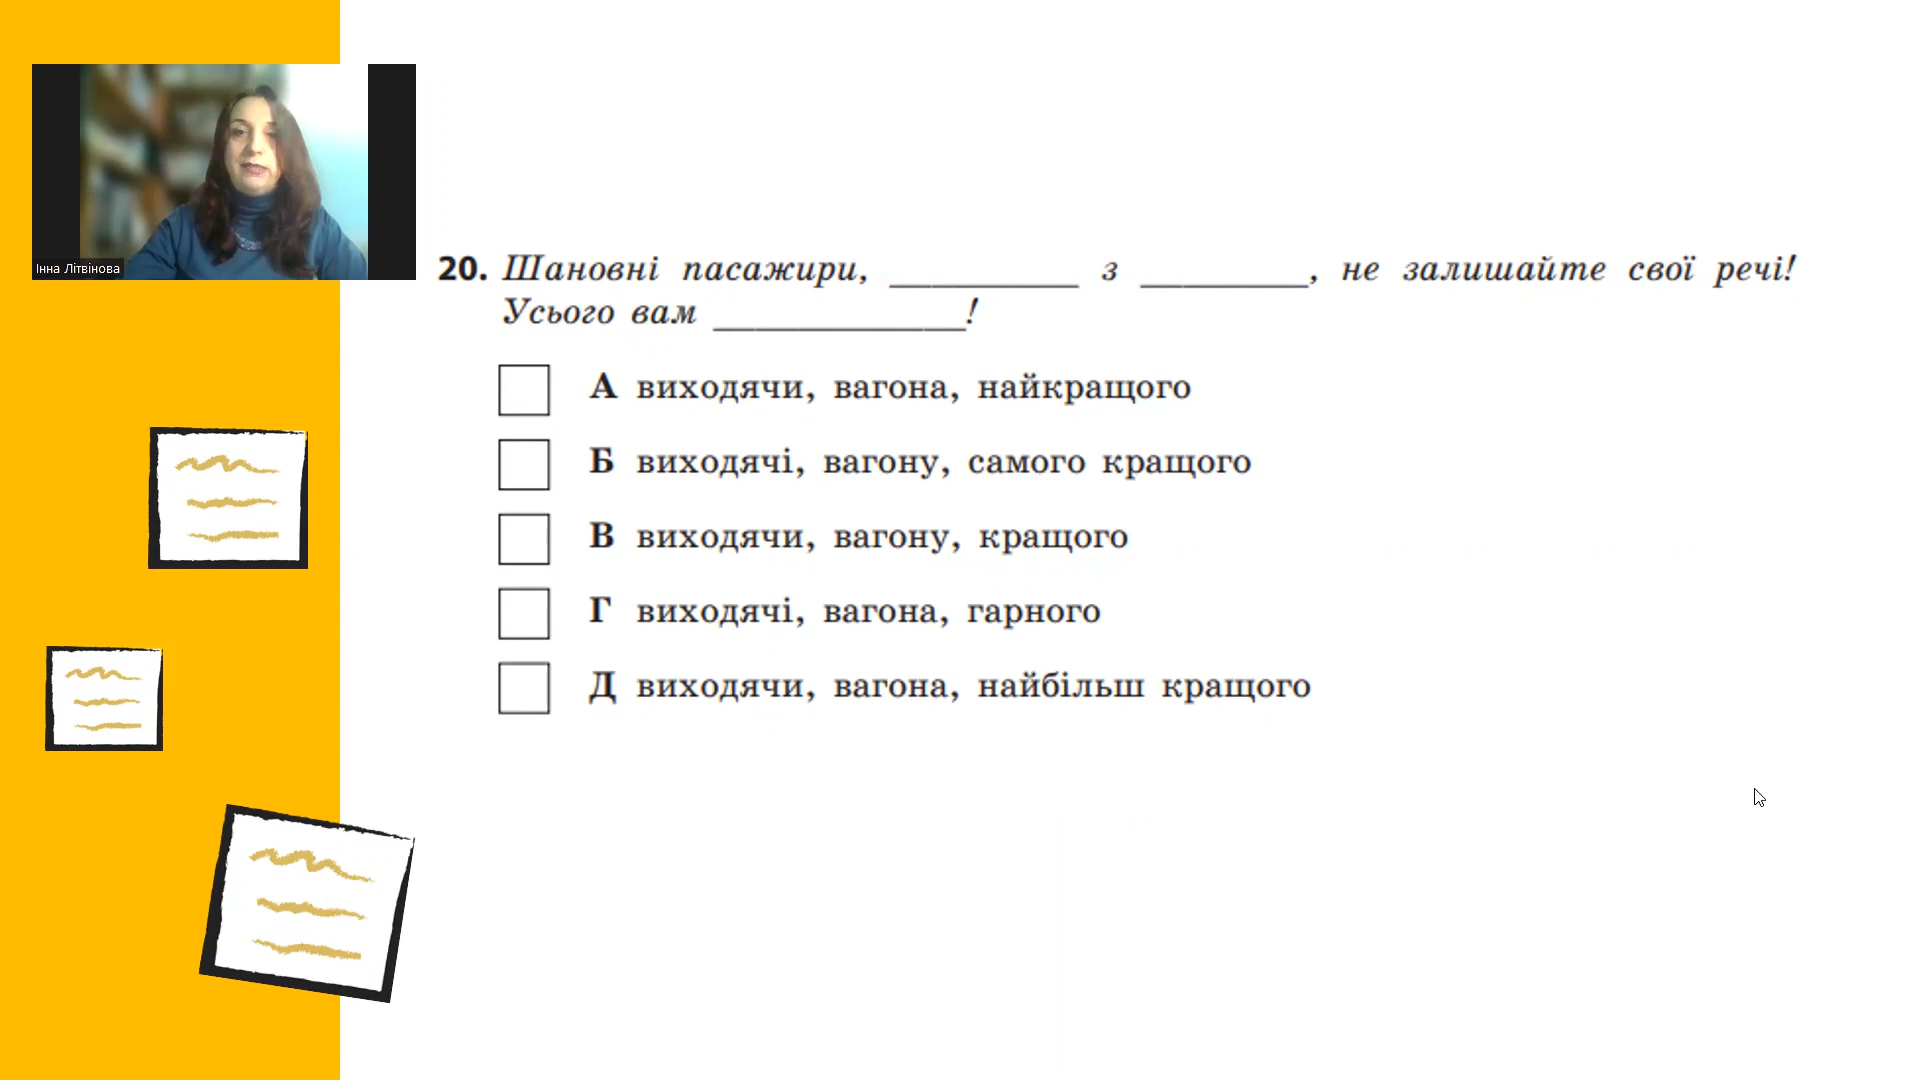 Інна Літвінова
20. Шановні пасажири, _________ з ________, не залишайте свої речі!
Усього вам ____________!
А виходячи, вагона, найкращого
Б виходячі, вагону, самого кращого
В виходячи, вагону, кращого
Г виходячі, вагона, гарного
Д виходячи, вагона, найбільш кращого